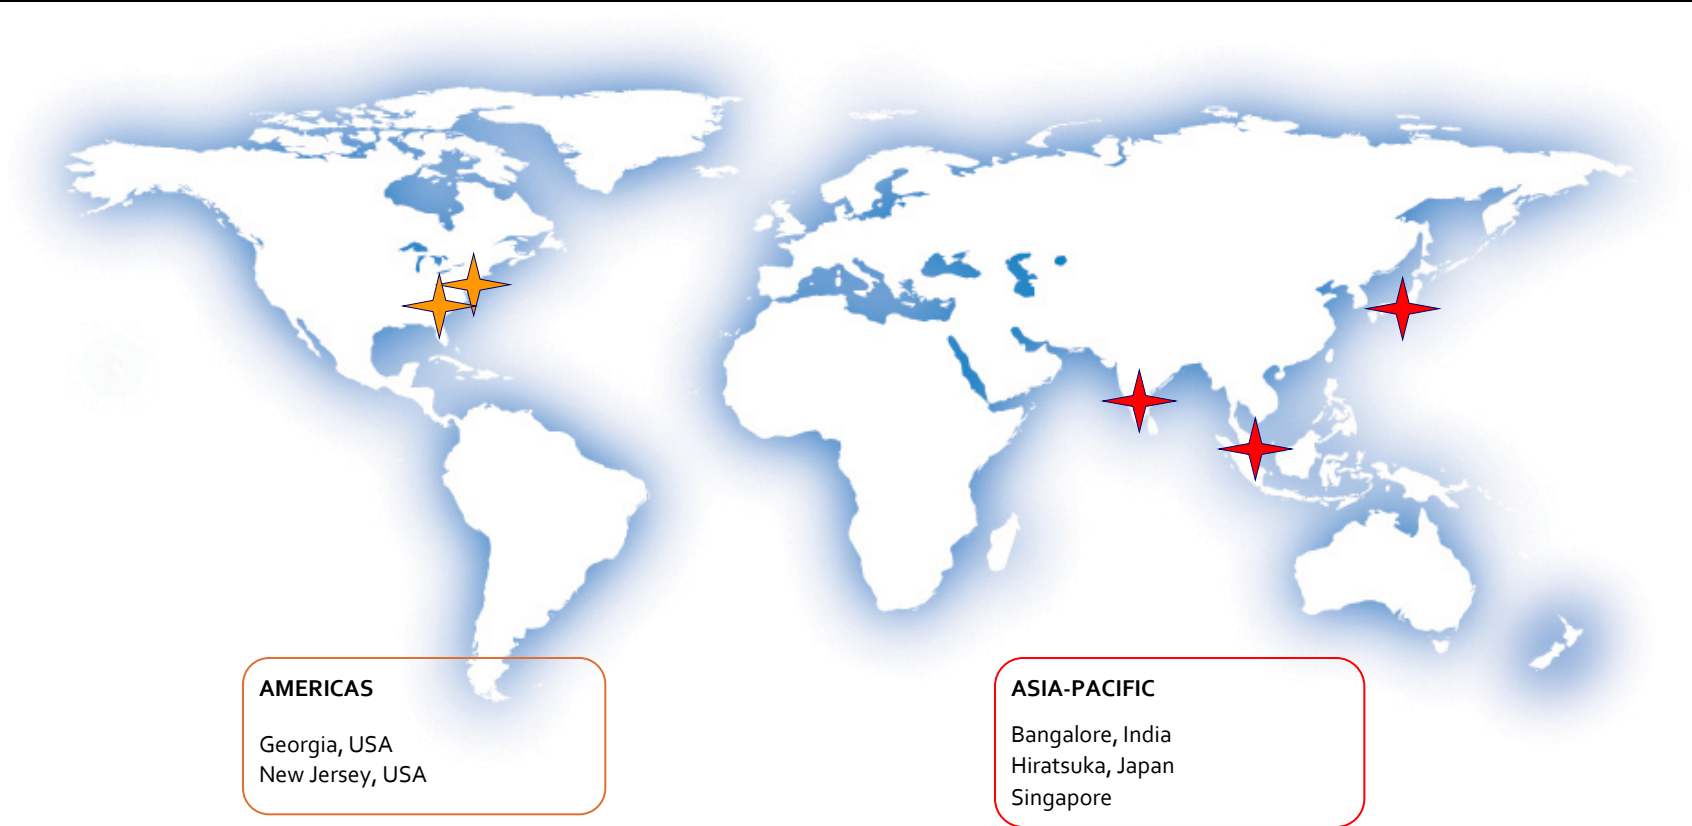 AMERICAS
Georgia, USA
New Jersey, USA
ASIA-PACIFIC
Bangalore, India
Hiratsuka, Japan
Singapore